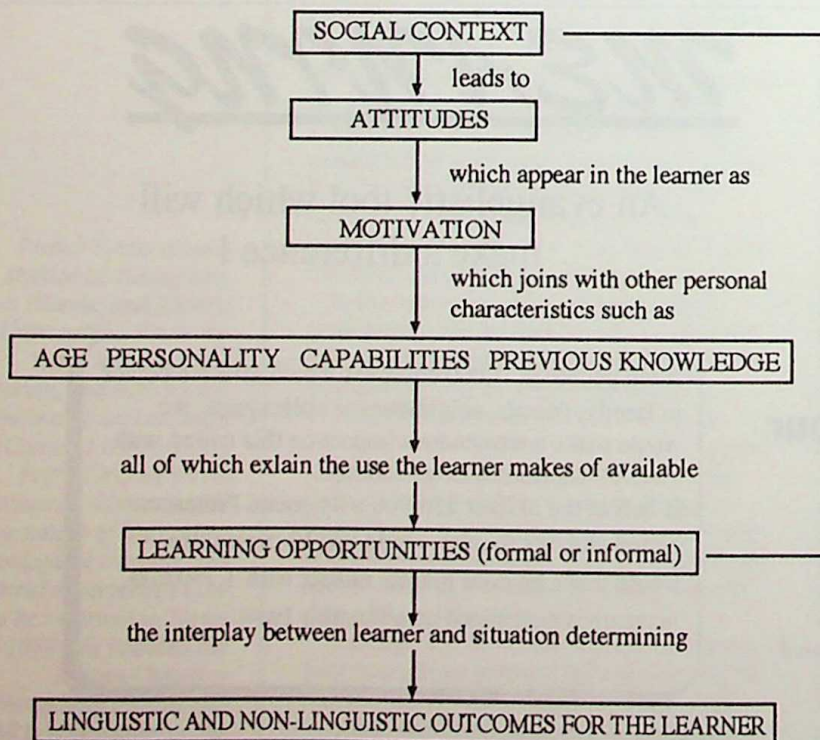 SOCIAL CONTEXT
leads to
ATTITUDES
which appear in the learner as
MOTIVATION
which joins with other personal
characteristics such as
AGE PERSONALITY CAPABILITIES PREVIOUS KNOWLEDGE
all of which exlain the use the learner makes of available
LEARNING OPPORTUNITIES (formal or informal)
the interplay between learner and situation determining
LINGUISTIC AND NON-LINGUISTIC OUTCOMES FOR THE LEARNER